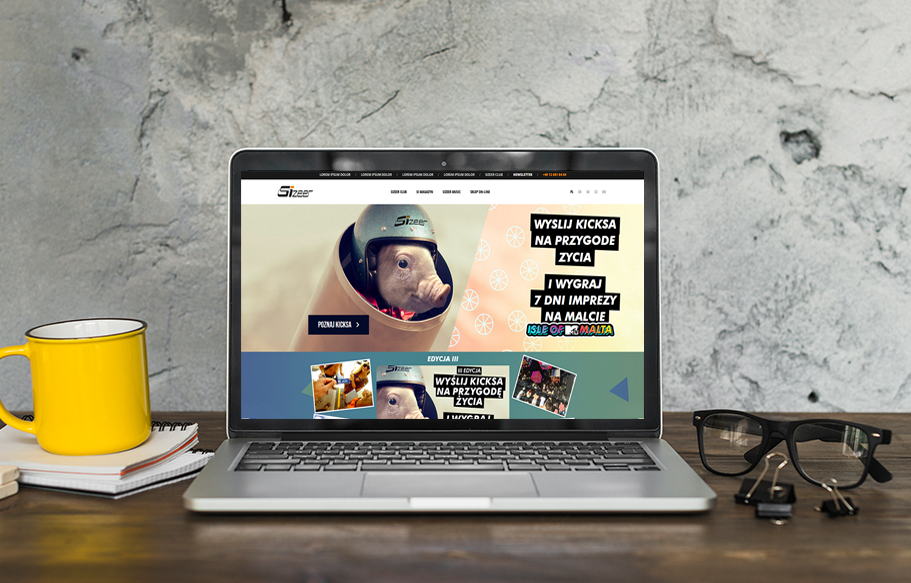 LOREM IPSUM DOLOR | LOREM IPSUM DOLOR | LOREM IPSUM DOLOR | LOREM IPSUM DOLOR | SIZEER CLUB | NEWSLETTER
Sizeer
SIZEER CLUB SI MAGAZYN SIZEER MUSIC SKLEP ON-LINE
Sizeer
WYSLIJ KICKSA
NA PRZYGODE
ZYCIA
I WYGRAJ
7 DNI IMPREZY
NA MALCIE
ISLE OF MTV MALTA
POZNAJ KICKSA >
EDYCJA III
Sizeer
III EDYCJA
WYŚLIJ KICKSA
NA PRZYGODĘ
ŻYCIA
I WYGRAJ